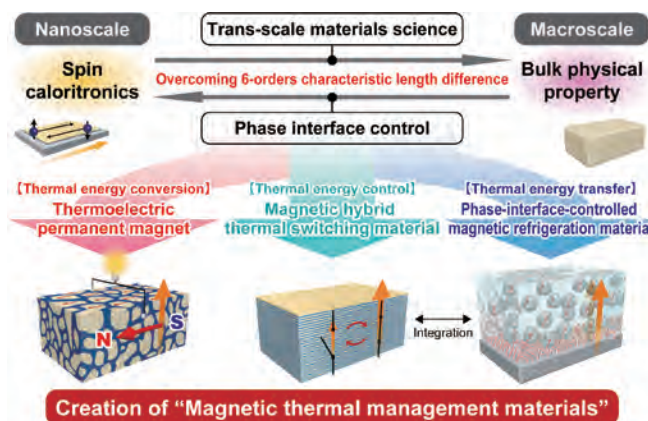 Nanoscale
Trans-scale materials science
Macroscale
Spin
caloritronics
Overcoming 6-orders characteristic length difference
Bulk physical
property
Phase interface control
【Thermal energy conversion】
Thermoelectric
permanent magnet
【Thermal energy control】
Magnetic hybrid
thermal switching material
【Thermal energy transfer】
Phase-interface-controlled
magnetic refrigeration material
N
S
Integration
Creation of “Magnetic thermal management materials”